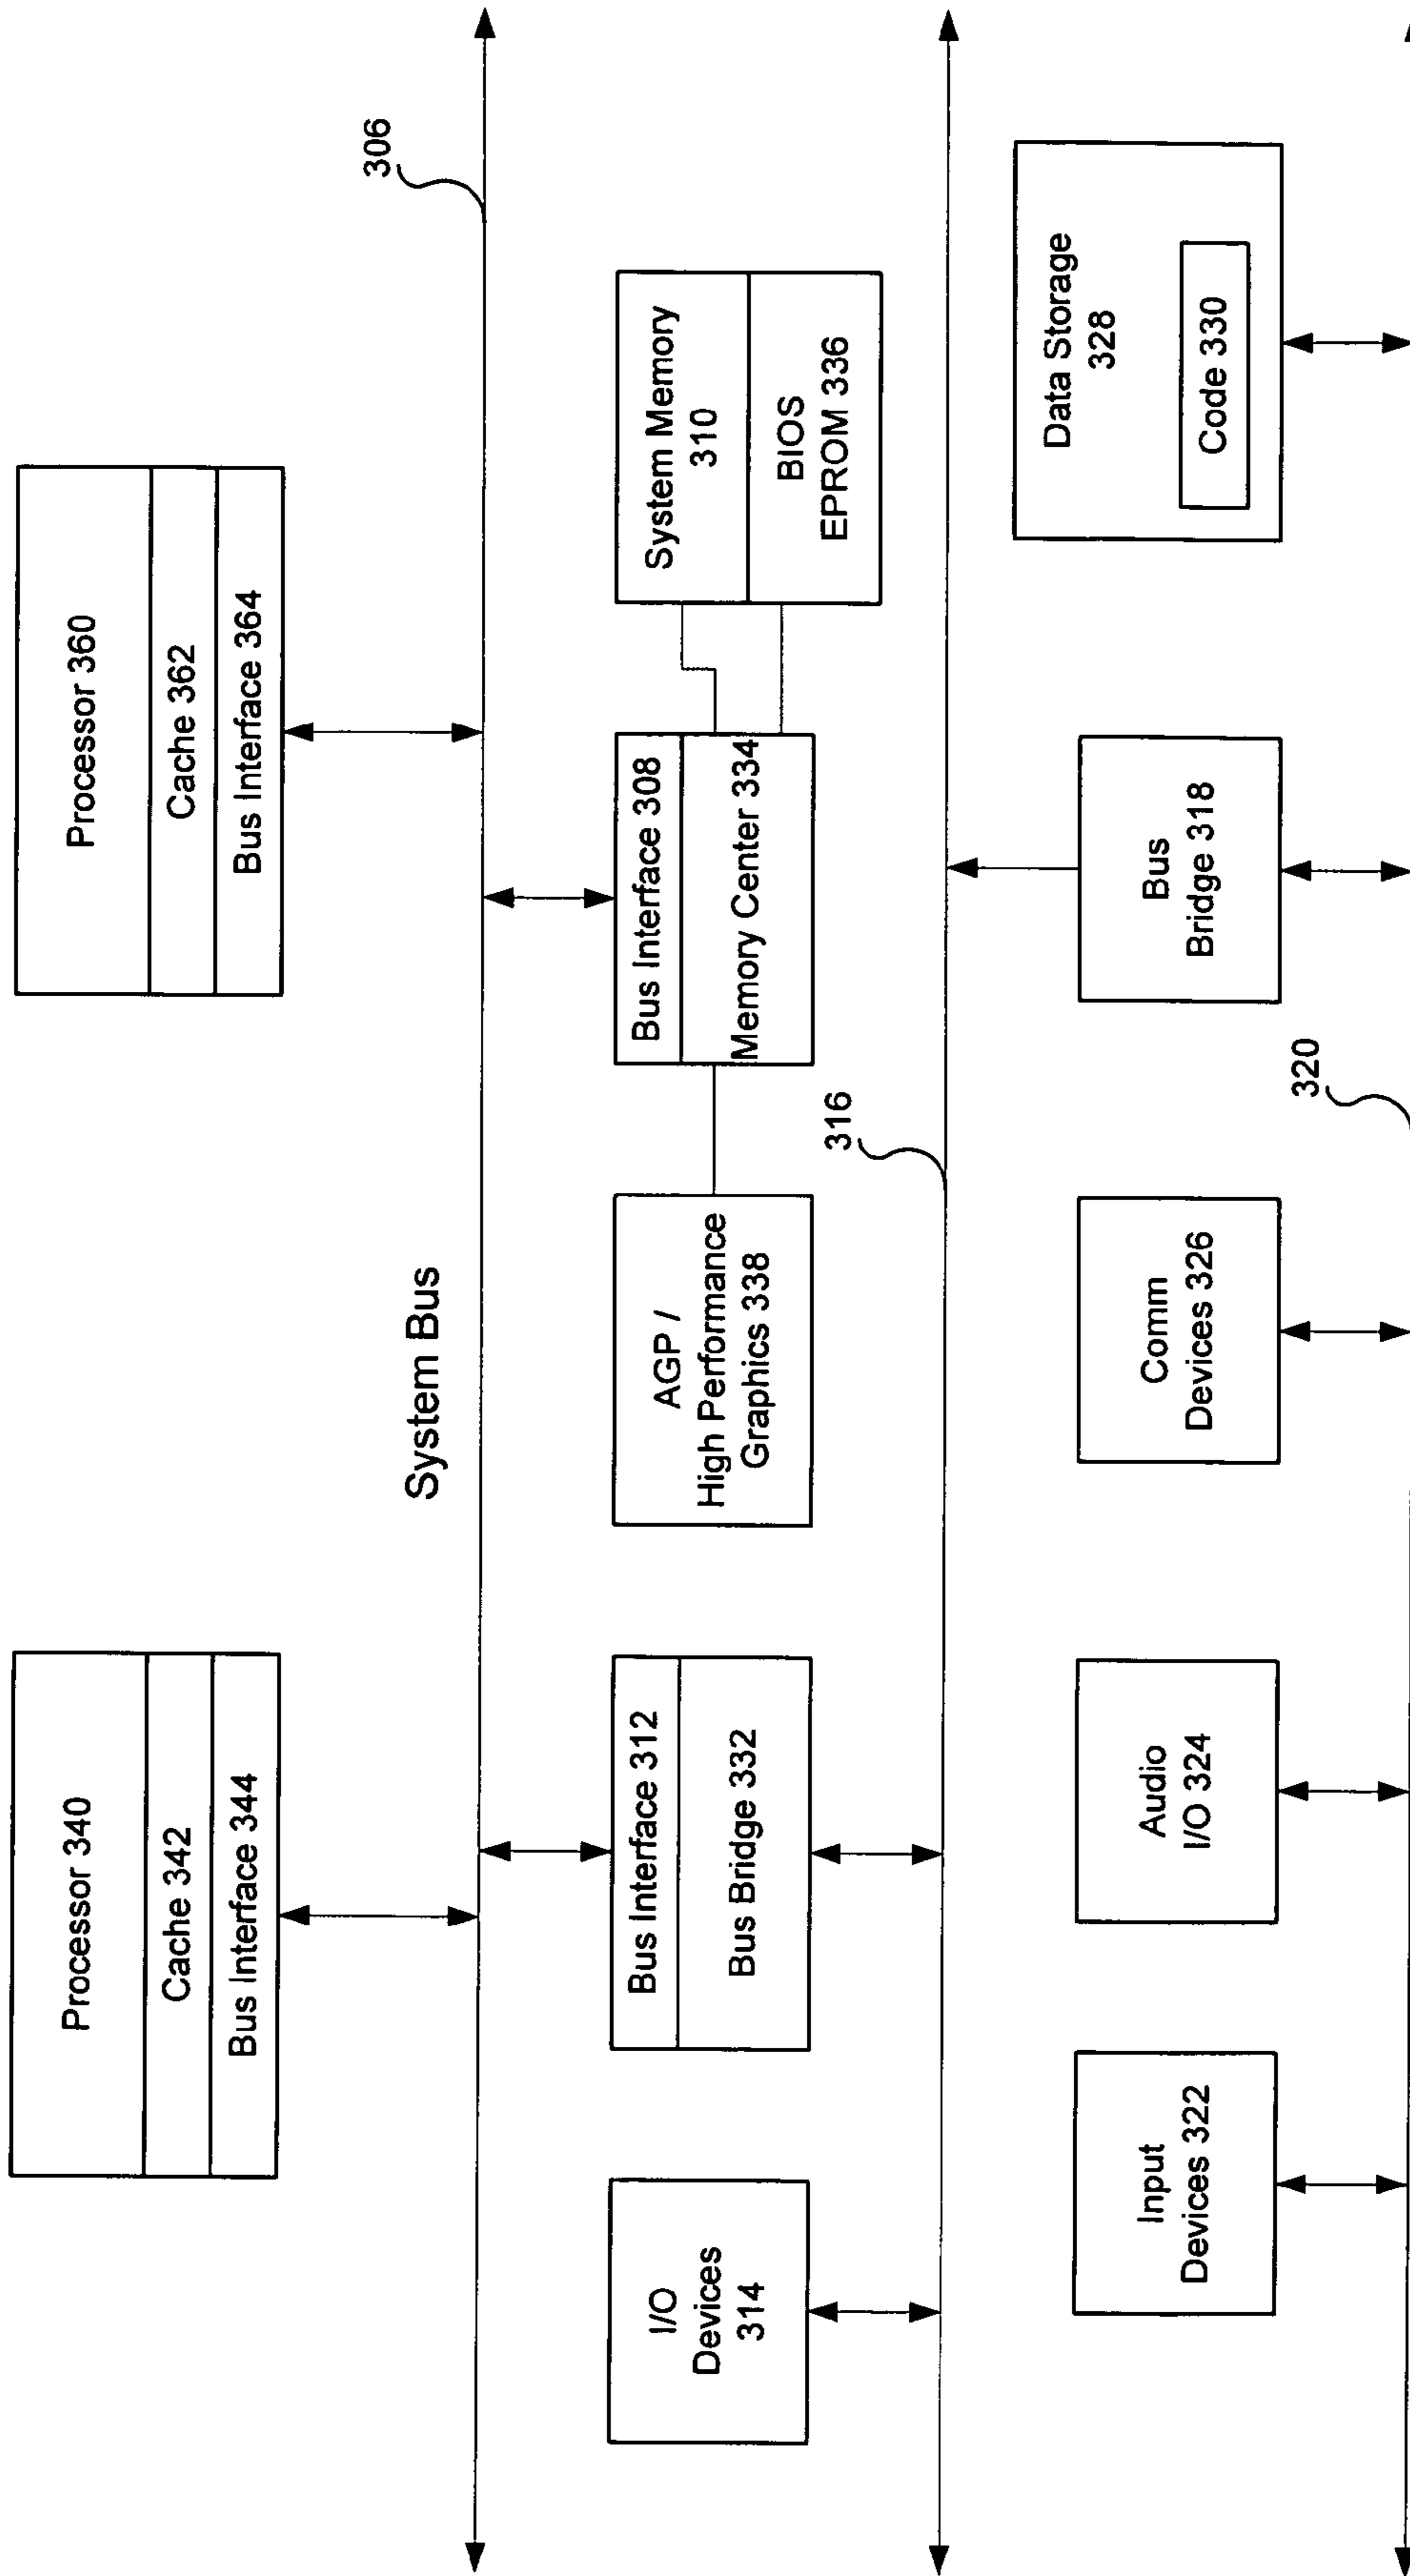 Processor 340
Cache 342
Bus Interface 344
Processor 360
Cache 362
Bus Interface 364
System Bus
306
I/O
Devices
314
Bus Interface 312
Bus Bridge 332
AGP /
High Performance
Graphics 338
Bus Interface 308
Memory Center 334
System Memory
310
BIOS
EPROM 336
316
Input
Devices 322
Audio
I/O 324
Comm
Devices 326
Bus
Bridge 318
Data Storage
328
Code 330
320